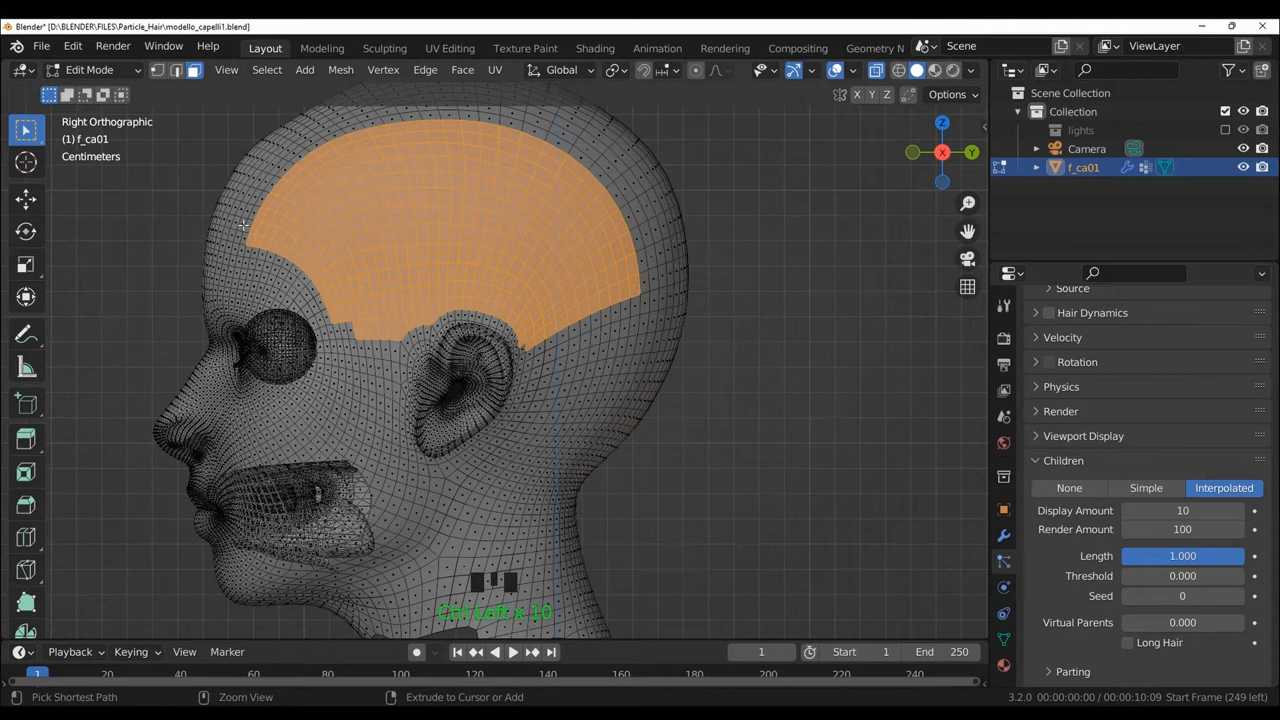 Blender* [D:\BLENDER\FILES\Particle_Hair\modello_capelli1.blend]
File Edit Render Window Help Layout Modeling Sculpting UV Editing Texture Paint Shading Animation Rendering Compositing Geometry N Scene ViewLayer
Edit Mode View Select Add Mesh Vertex Edge Face UV Global
X Y Z Options
Right Orthographic
(1) f_ca01
Centimeters
Z
X Y
Scene Collection
Collection
lights
Camera
f_ca01
Source
Hair Dynamics
Velocity
Rotation
Physics
Render
Viewport Display
Children
None Simple Interpolated
Display Amount 10
Render Amount 100
Length 1.000
Threshold 0.000
Seed 0
Virtual Parents 0.000
Long Hair
Parting
Ctrl Left x 10
Playback Keying View Marker 1 Start 1 End 250
1 20 40 60 80 100 120 140 160 180 200 220 240
Pick Shortest Path Zoom View Extrude to Cursor or Add 3.2.0 00:00:00:00 / 00:00:10:09 Start Frame (249 left)